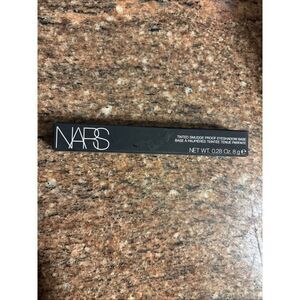 NARS
TINTED SMUDGE PROOF EYESHADOW BASE
BASE À PAUPIÈRES TEINTÉE TENUE PARFAITE
NET WT. 0.28 Oz. 8 g ℮